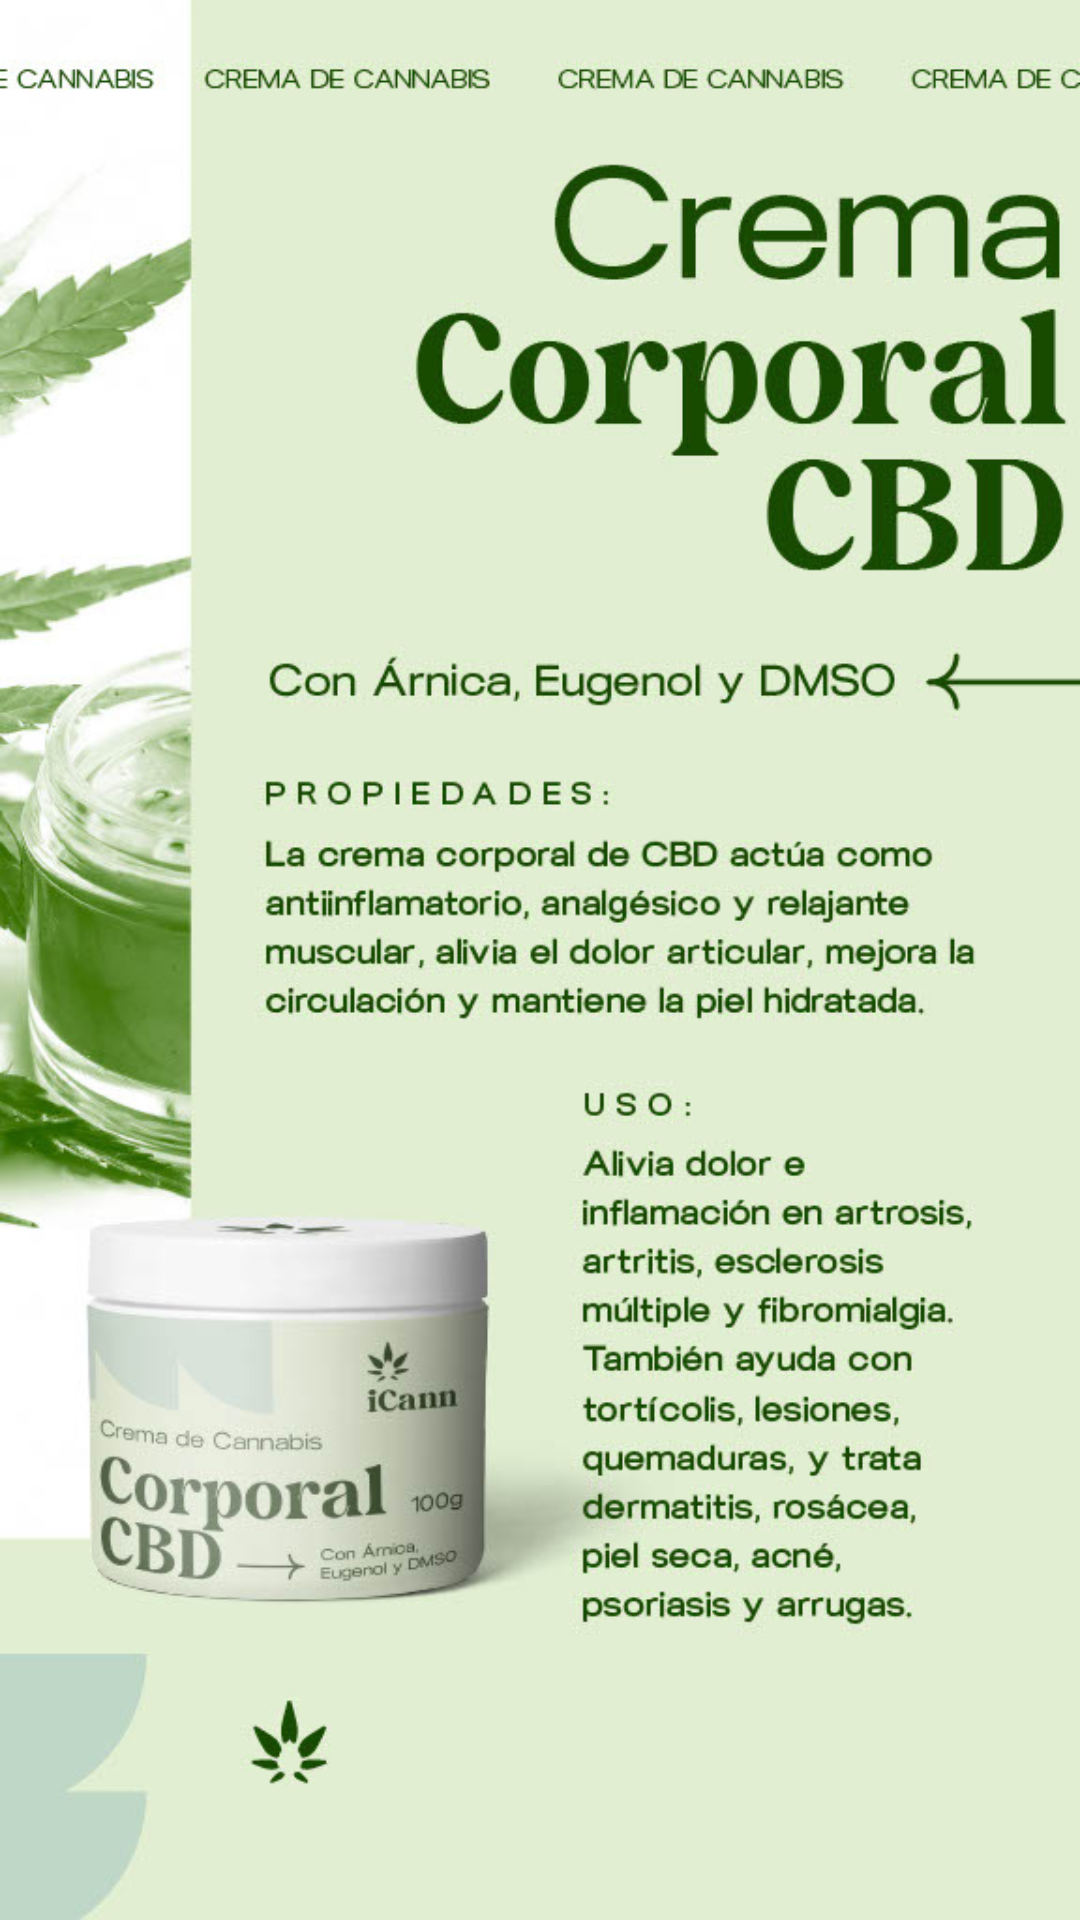 E CANNABIS CREMA DE CANNABIS CREMA DE CANNABIS CREMA DE C
Crema
Corporal
CBD
Con Árnica, Eugenol y DMSO
PROPIEDADES:
La crema corporal de CBD actúa como
antiinflamatorio, analgésico y relajante
muscular, alivia el dolor articular, mejora la
circulación y mantiene la piel hidratada.
USO:
Alivia dolor e
inflamación en artrosis,
artritis, esclerosis
múltiple y fibromialgia.
También ayuda con
tortícolis, lesiones,
quemaduras, y trata
dermatitis, rosácea,
piel seca, acné,
psoriasis y arrugas.
iCann
Crema de Cannabis
Corporal 100g
CBD
Con Árnica,
Eugenol y DMSO